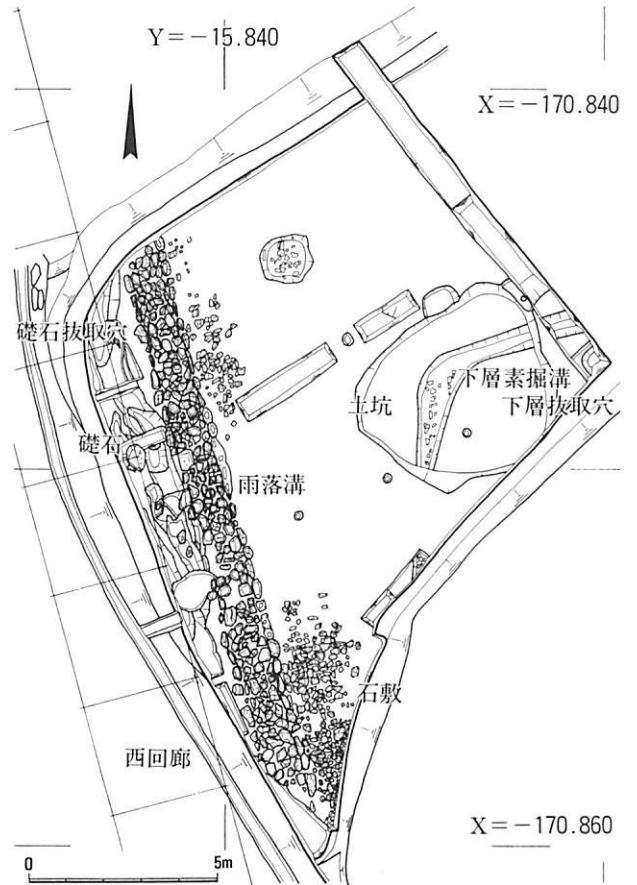 Y＝−15.840
X＝−170.840
礎石抜取穴
下層素掘溝
土坑
下層抜取穴
礎石
雨落溝
石敷
西回廊
X＝−170.860
0
5m